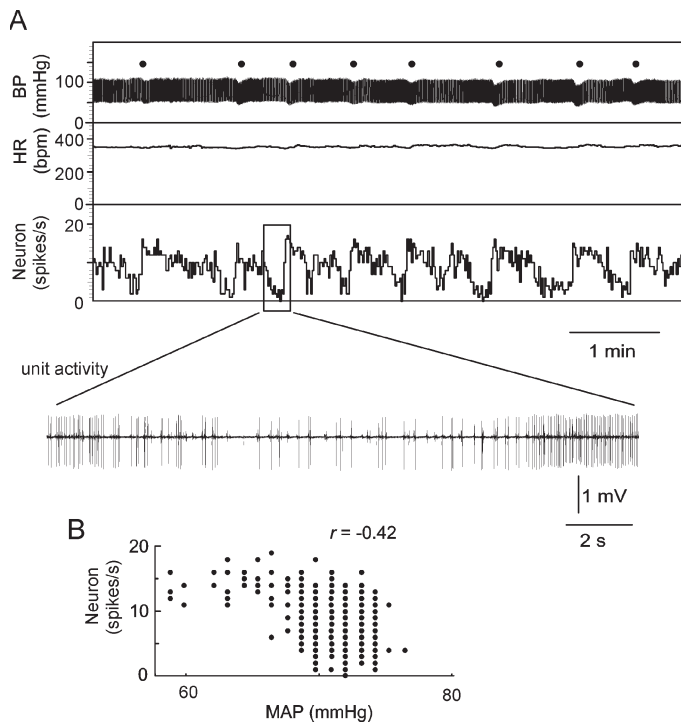 A
BP
(mmHg)
100
0
HR
(bpm)
400
200
0
Neuron
(spikes/s)
20
0
1 min
unit activity
1 mV
2 s
B
r = -0.42
Neuron
(spikes/s)
20
10
0
60
80
MAP (mmHg)